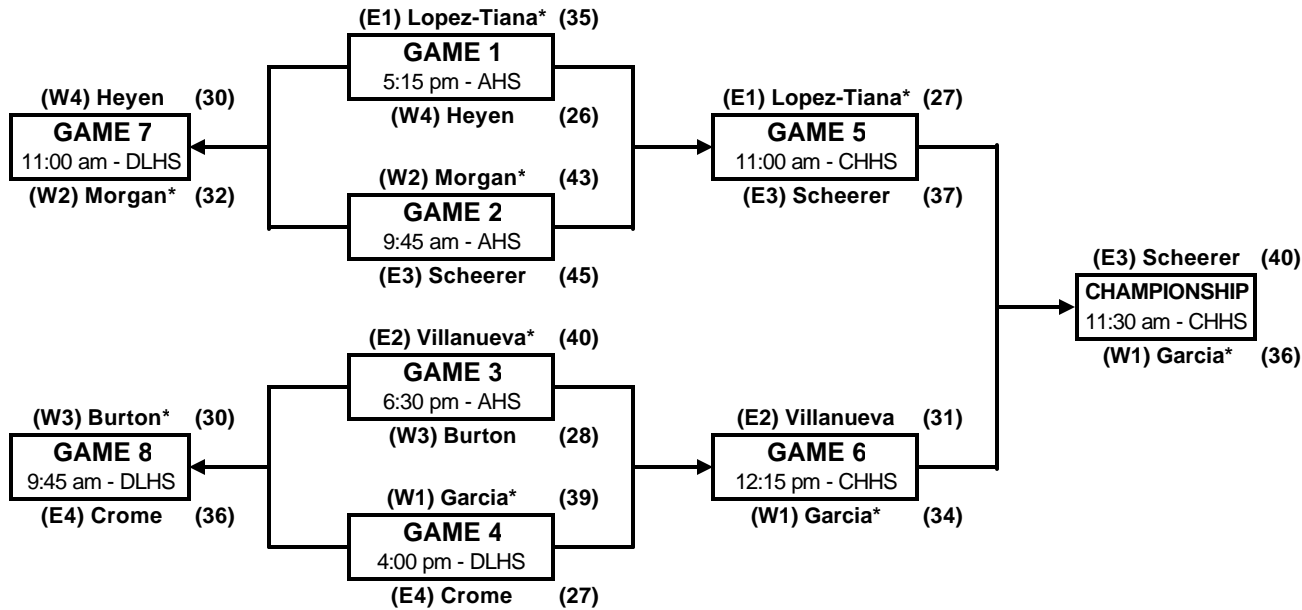 (E1) Lopez-Tiana* (35)
GAME 1
5:15 pm - AHS
(W4) Heyen (26)
(W4) Heyen (30)
GAME 7
11:00 am - DLHS
(W2) Morgan* (32)
(W2) Morgan* (43)
GAME 2
9:45 am - AHS
(E3) Scheerer (45)
(E1) Lopez-Tiana* (27)
GAME 5
11:00 am - CHHS
(E3) Scheerer (37)
(E3) Scheerer (40)
CHAMPIONSHIP
11:30 am - CHHS
(W1) Garcia* (36)
(E2) Villanueva* (40)
GAME 3
6:30 pm - AHS
(W3) Burton (28)
(W3) Burton* (30)
GAME 8
9:45 am - DLHS
(E4) Crome (36)
(W1) Garcia* (39)
GAME 4
4:00 pm - DLHS
(E4) Crome (27)
(E2) Villanueva (31)
GAME 6
12:15 pm - CHHS
(W1) Garcia* (34)